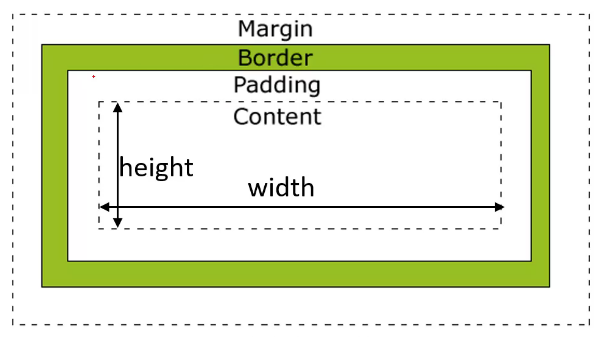 Margin
Border
Padding
Content
height
width